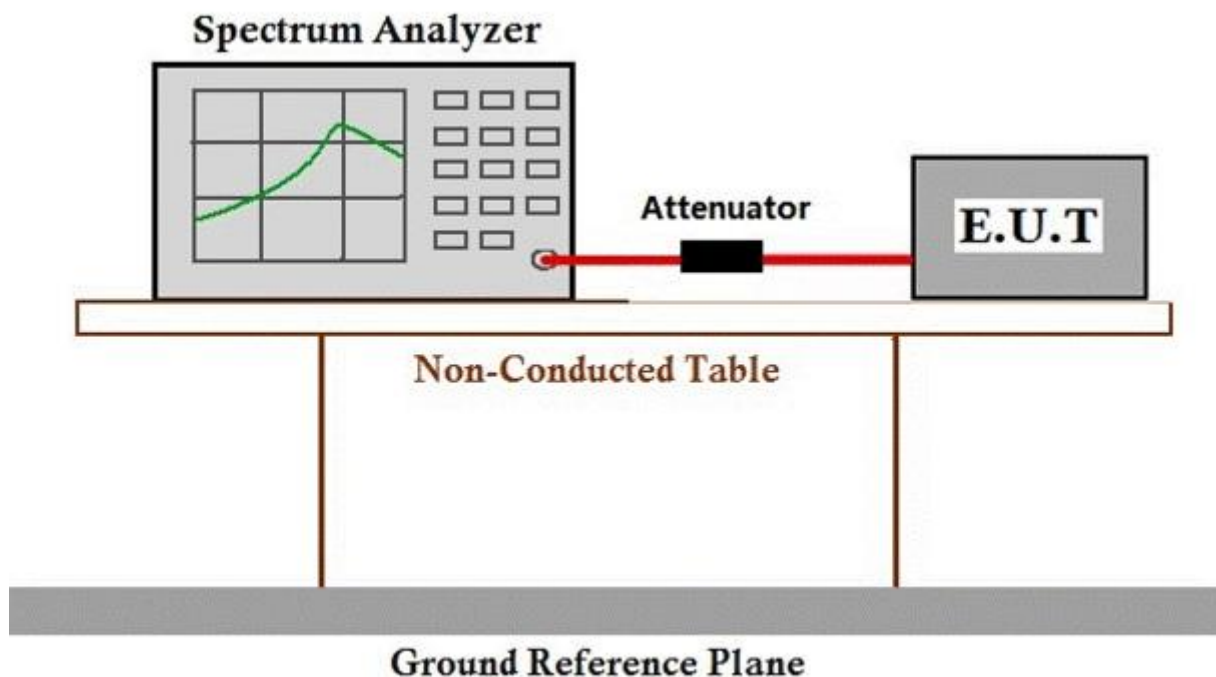 Spectrum Analyzer
Attenuator
E.U.T
Non-Conducted Table
Ground Reference Plane